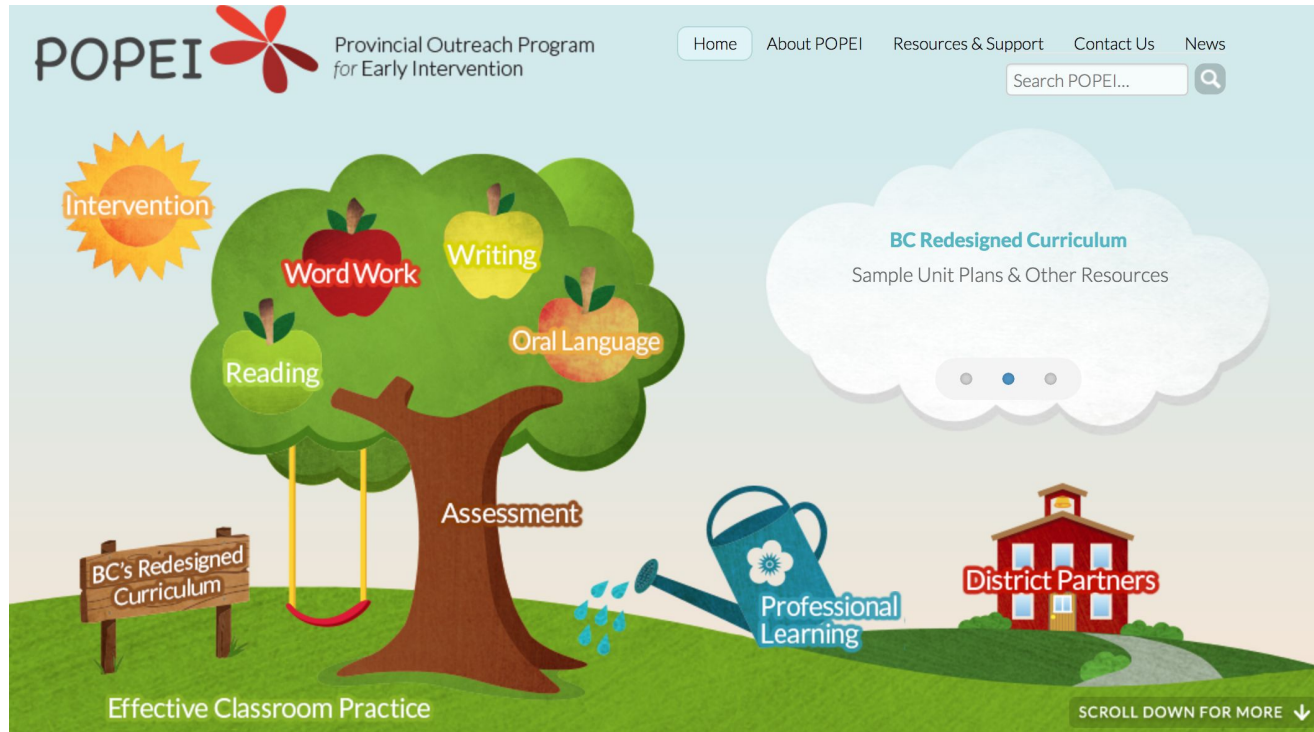 POPEI
Provincial Outreach Program
for Early Intervention
Home
About POPEI
Resources & Support
Contact Us
News
Search POPEI...
Intervention
Word Work
Writing
Oral Language
Reading
BC Redesigned Curriculum
Sample Unit Plans & Other Resources
Assessment
BC's Redesigned
Curriculum
Professional
Learning
District Partners
Effective Classroom Practice
SCROLL DOWN FOR MORE